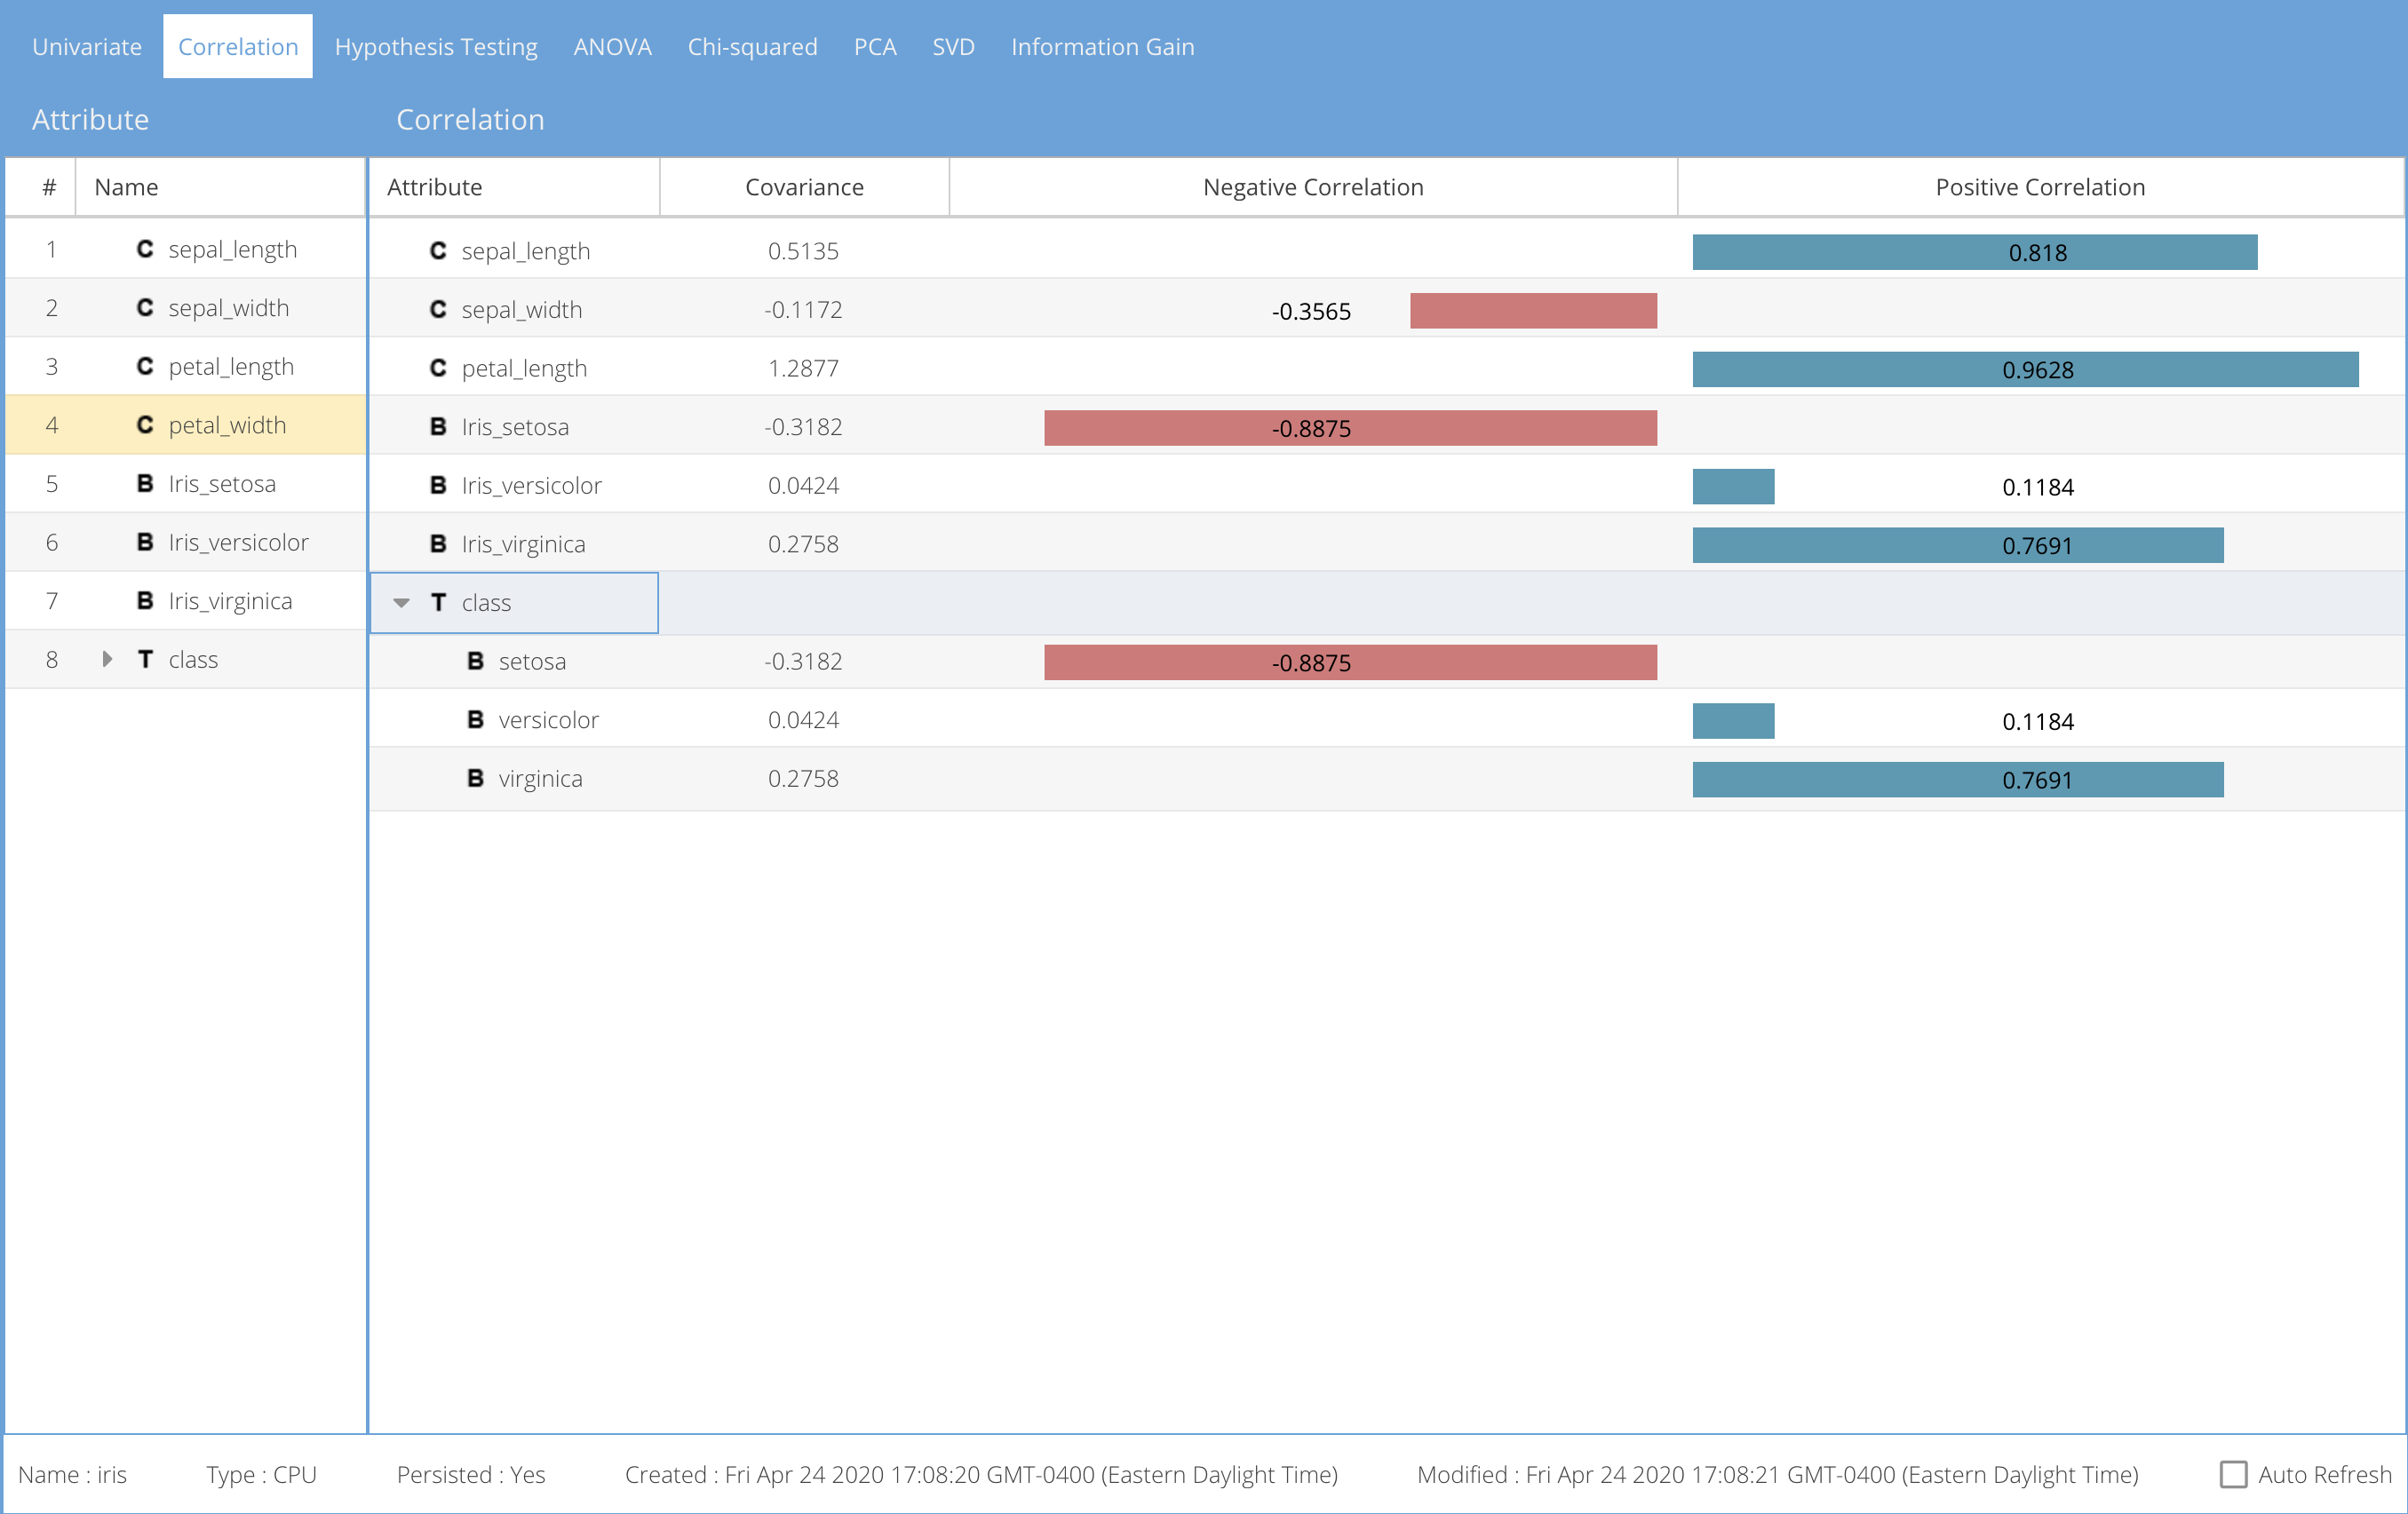 Univariate Correlation Hypothesis Testing ANOVA Chi-squared PCA SVD Information Gain
Attribute Correlation
# Name Attribute Covariance Negative Correlation Positive Correlation
1 C sepal_length C sepal_length 0.5135 0.818
2 C sepal_width C sepal_width -0.1172 -0.3565
3 C petal_length C petal_length 1.2877 0.9628
4 C petal_width B Iris_setosa -0.3182 -0.8875
5 B Iris_setosa B Iris_versicolor 0.0424 0.1184
6 B Iris_versicolor B Iris_virginica 0.2758 0.7691
7 B Iris_virginica T class
8 T class B setosa -0.3182 -0.8875
B versicolor 0.0424 0.1184
B virginica 0.2758 0.7691
Name : iris Type : CPU Persisted : Yes Created : Fri Apr 24 2020 17:08:20 GMT-0400 (Eastern Daylight Time) Modified : Fri Apr 24 2020 17:08:21 GMT-0400 (Eastern Daylight Time) Auto Refresh